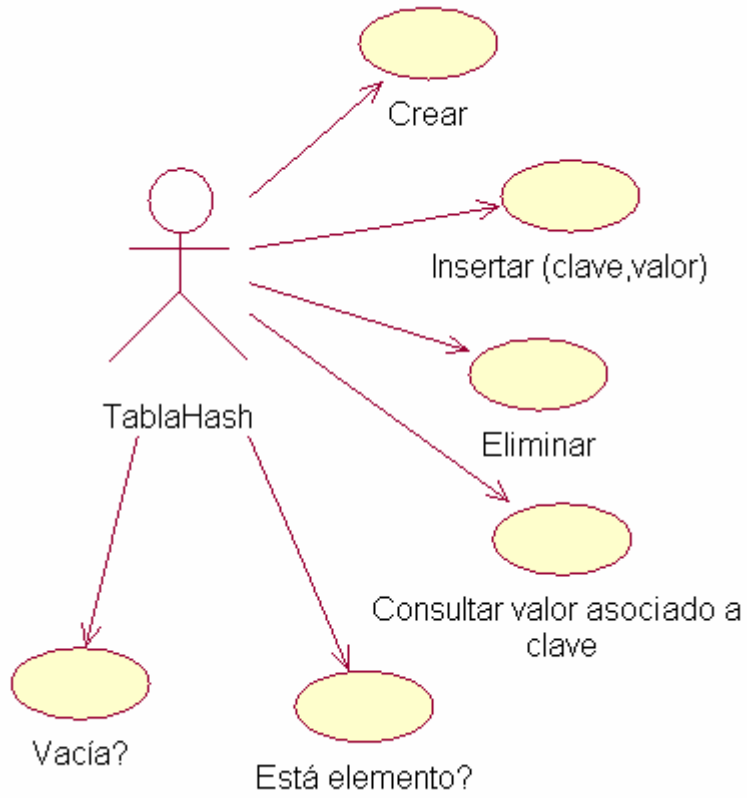 Crear
Insertar (clave,valor)
TablaHash
Eliminar
Consultar valor asociado a
clave
Vacía?
Está elemento?